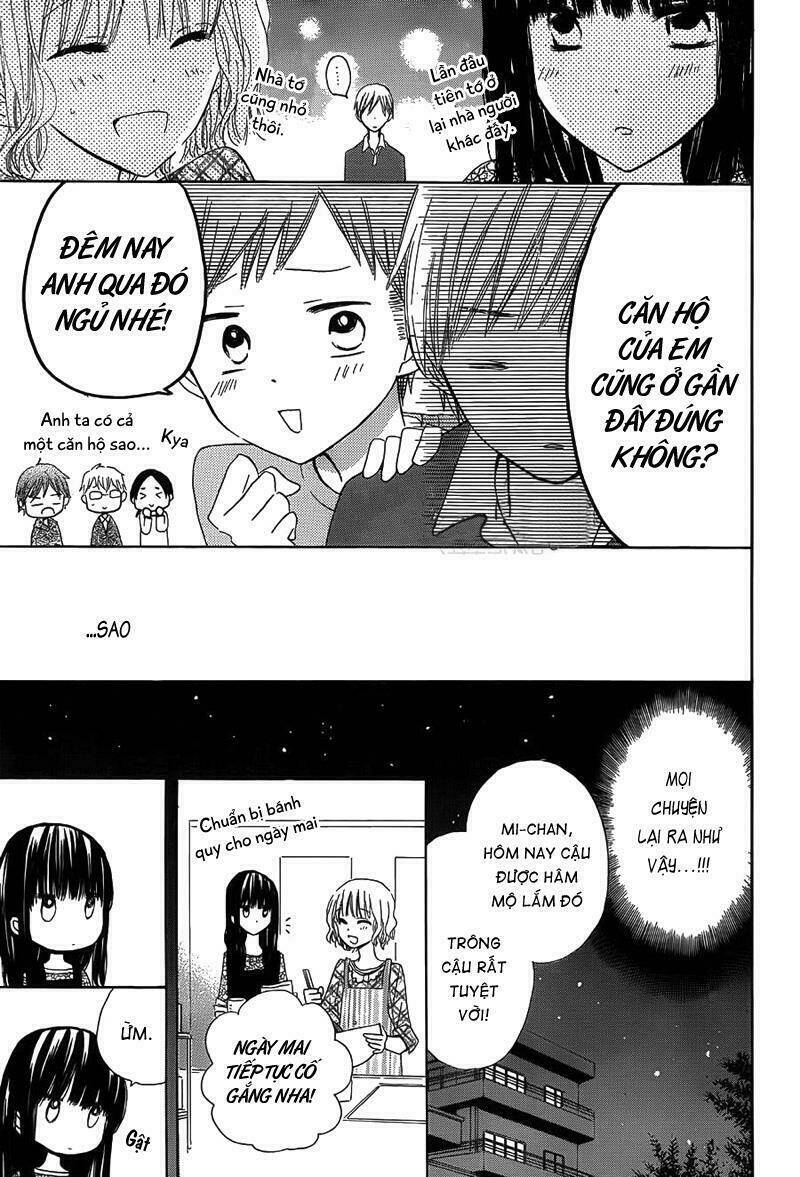 Lần đầu
tiên tớ ở
lại nhà người
khác đấy.
......
Nhà tớ
cũng nhỏ
thôi.
CĂN HỘ
CỦA EM
CŨNG Ở GẦN
ĐÂY ĐÚNG
KHÔNG?
ĐÊM NAY
ANH QUA ĐÓ
NGỦ NHÉ!
Anh ta có cả
một căn hộ sao...
Kya
...SAO
MỌI
CHUYỆN
LẠI RA NHƯ
VẬY...!!!
MI-CHAN,
HÔM NAY CẬU
ĐƯỢC HÂM
MỘ LẮM ĐÓ
TRÔNG
CẬU RẤT
TUYỆT
VỜI!
Chuẩn bị bánh
quy cho ngày mai
NGÀY MAI
TIẾP TỤC CỐ
GẮNG NHA!
ỪM.
Gật